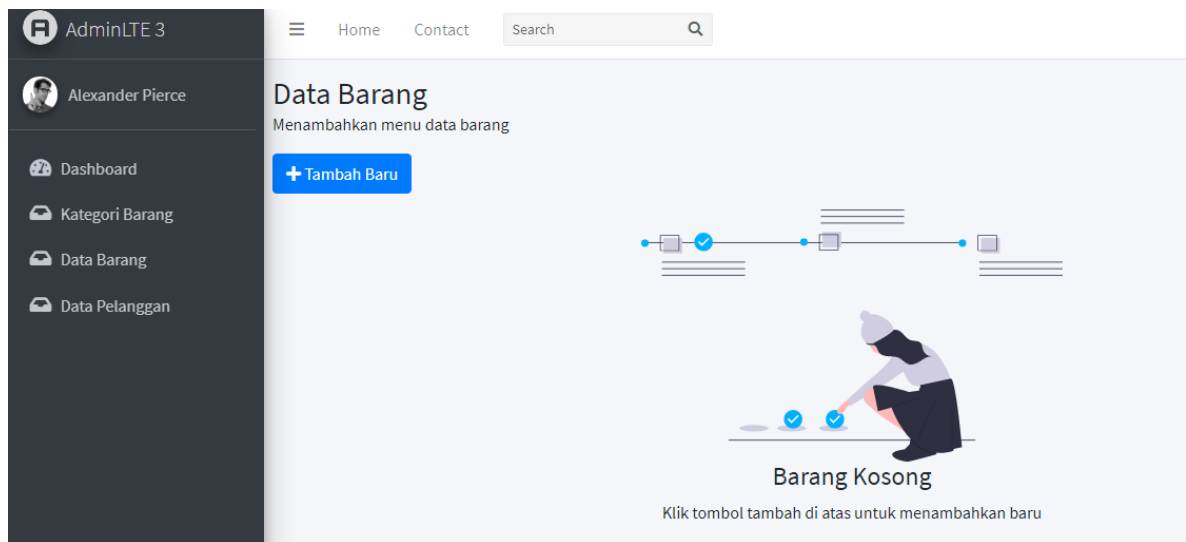 AdminLTE 3
Home Contact Search
Alexander Pierce
Dashboard
Kategori Barang
Data Barang
Data Pelanggan
Data Barang
Menambahkan menu data barang
Tambah Baru
Barang Kosong
Klik tombol tambah di atas untuk menambahkan baru